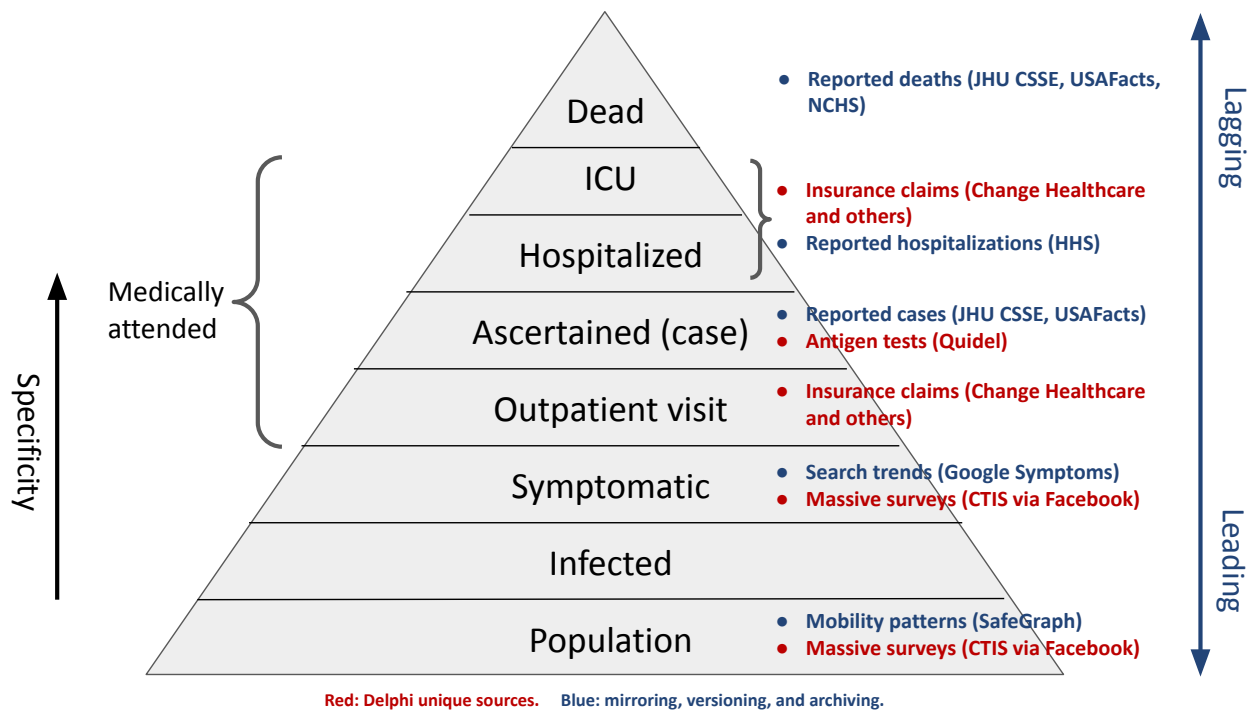 Dead
ICU
Hospitalized
Ascertained (case)
Outpatient visit
Symptomatic
Infected
Population
Medically
attended
Specificity
● Reported deaths (JHU CSSE, USAFacts,
NCHS)
● Insurance claims (Change Healthcare
and others)
● Reported hospitalizations (HHS)
● Reported cases (JHU CSSE, USAFacts)
● Antigen tests (Quidel)
● Insurance claims (Change Healthcare
and others)
● Search trends (Google Symptoms)
● Massive surveys (CTIS via Facebook)
● Mobility patterns (SafeGraph)
● Massive surveys (CTIS via Facebook)
Lagging
Leading
Red: Delphi unique sources. Blue: mirroring, versioning, and archiving.